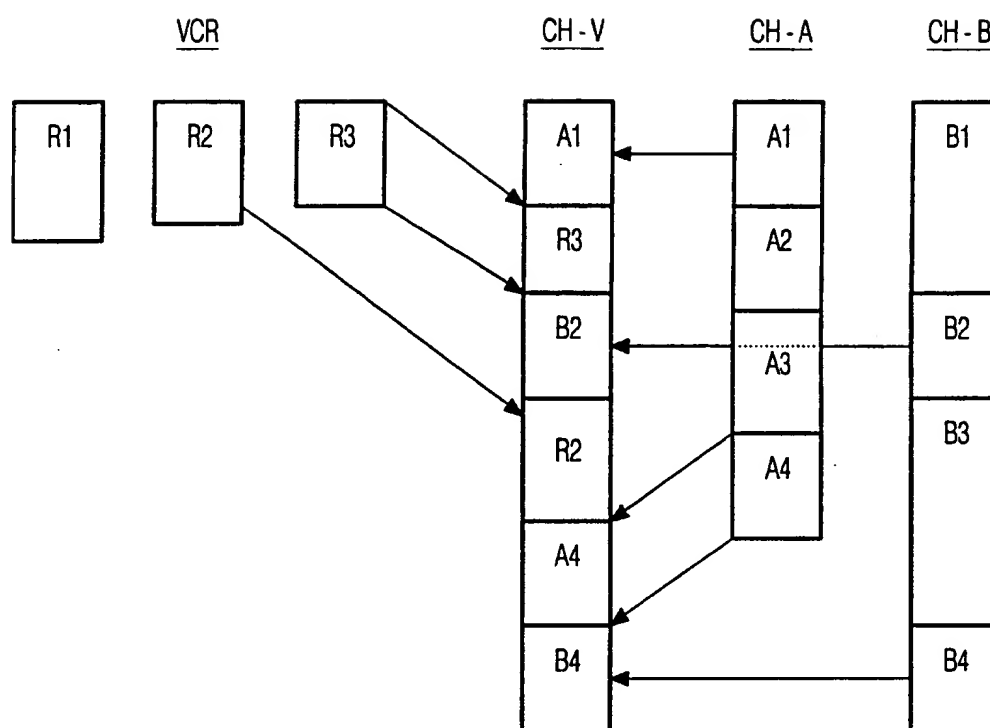 VCR CH - V CH - A CH - B
R1 R2 R3 A1 A1 B1
R3 A2
B2 A3 B2
R2 A4 B3
A4
B4 B4